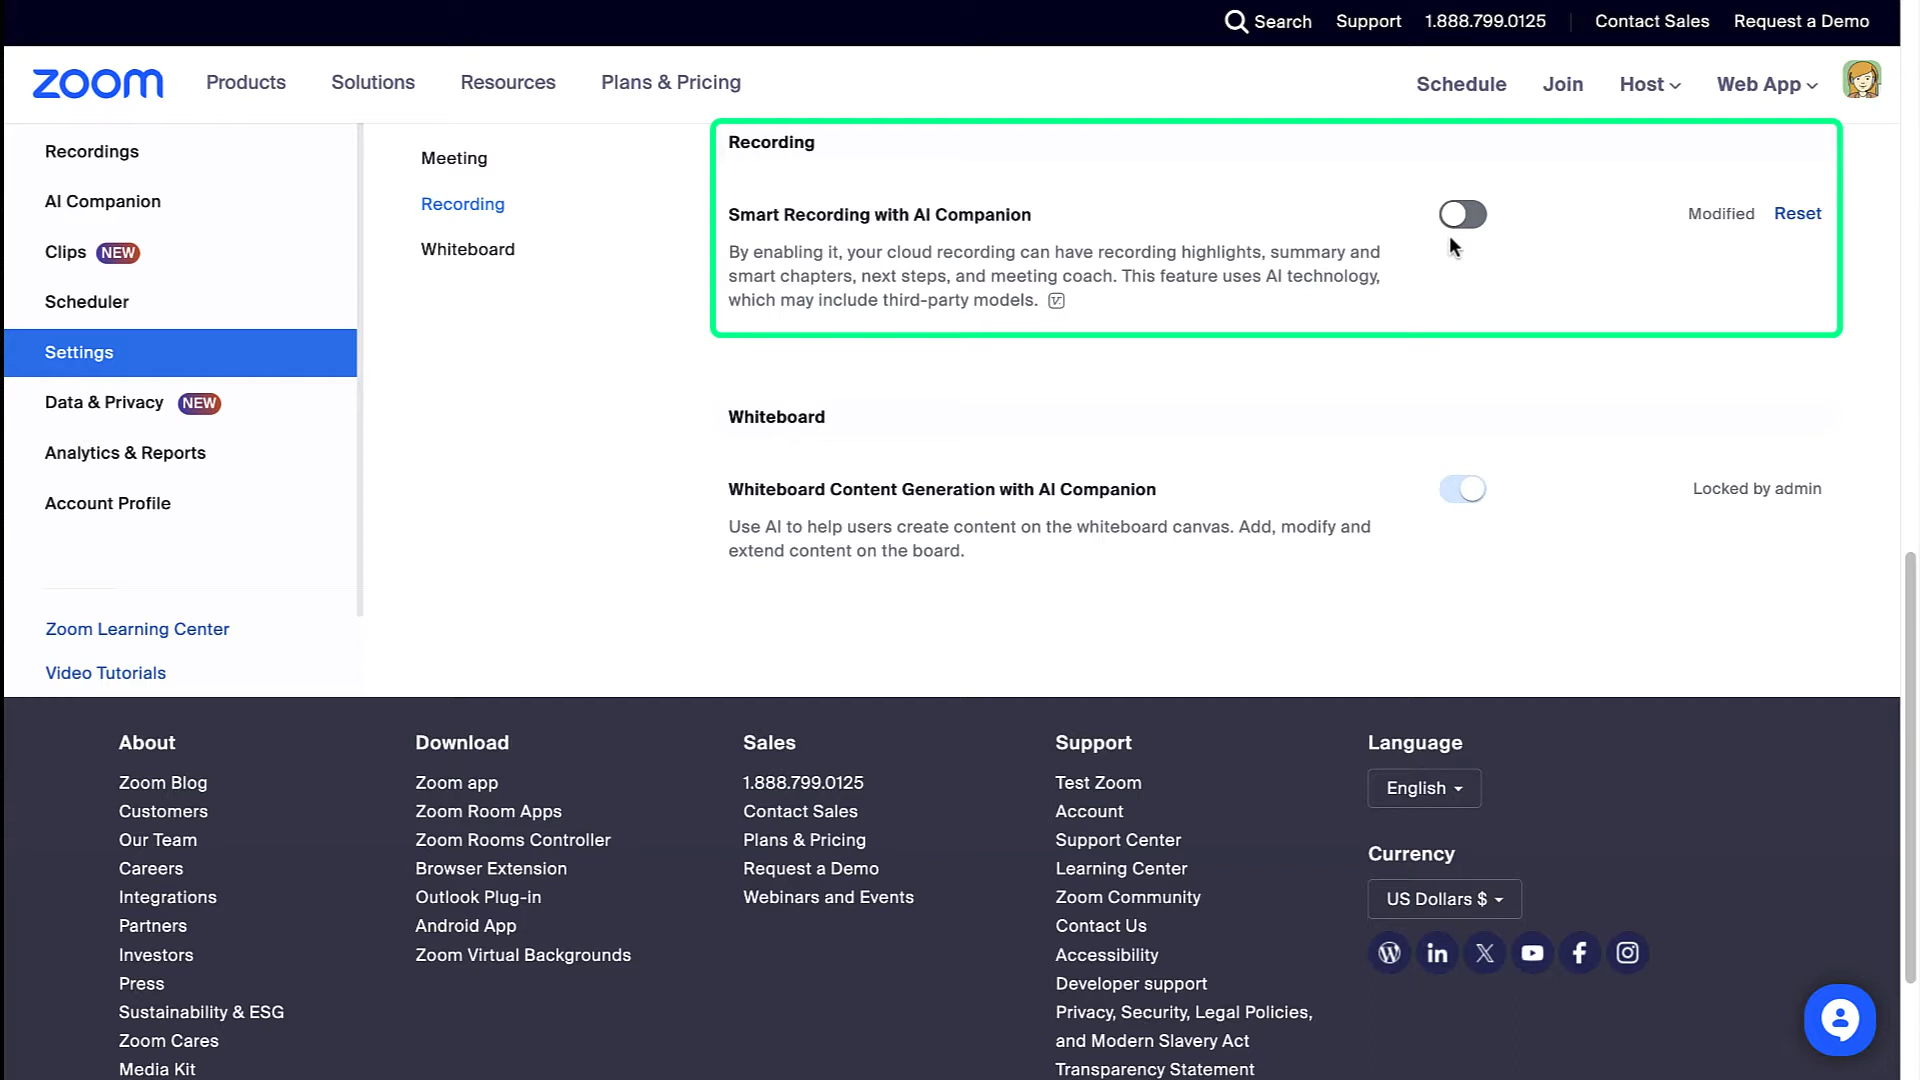 Search Support 1.888.799.0125 Contact Sales Request a Demo
zoom Products Solutions Resources Plans & Pricing Schedule Join Host Web App
Recordings
AI Companion
Clips NEW
Scheduler
Settings
Data & Privacy NEW
Analytics & Reports
Account Profile
Zoom Learning Center
Video Tutorials
Meeting
Recording
Whiteboard
Recording
Smart Recording with AI Companion
Modified Reset
By enabling it, your cloud recording can have recording highlights, summary and
smart chapters, next steps, and meeting coach. This feature uses AI technology,
which may include third-party models.
Whiteboard
Whiteboard Content Generation with AI Companion
Locked by admin
Use AI to help users create content on the whiteboard canvas. Add, modify and
extend content on the board.
About
Zoom Blog
Customers
Our Team
Careers
Integrations
Partners
Investors
Press
Sustainability & ESG
Zoom Cares
Media Kit
Download
Zoom app
Zoom Room Apps
Zoom Rooms Controller
Browser Extension
Outlook Plug-in
Android App
Zoom Virtual Backgrounds
Sales
1.888.799.0125
Contact Sales
Plans & Pricing
Request a Demo
Webinars and Events
Support
Test Zoom
Account
Support Center
Learning Center
Zoom Community
Contact Us
Accessibility
Developer support
Privacy, Security, Legal Policies,
and Modern Slavery Act
Transparency Statement
Language
English
Currency
US Dollars $